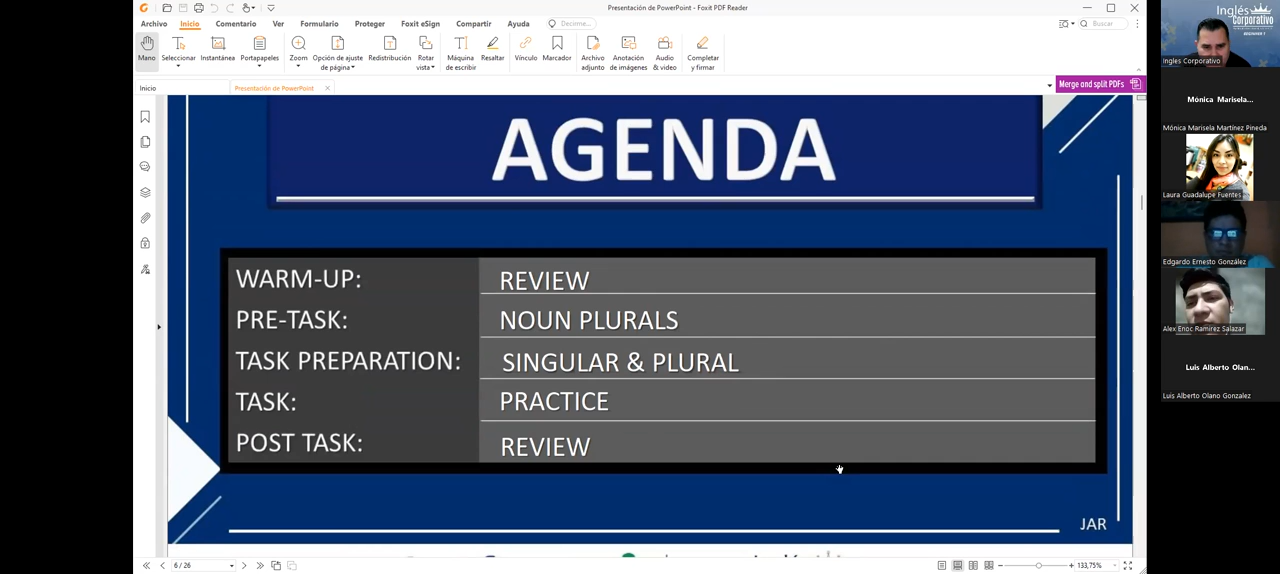 Presentación de PowerPoint - Foxit PDF Reader
Archivo Inicio Comentario Ver Formulario Proteger Foxit eSign Compartir Ayuda Decirme... Buscar
Mano Seleccionar Instantánea Portapapeles Zoom Opción de ajuste de página Redistribución Rotar vista Máquina de escribir Resaltar Vínculo Marcador Archivo adjunto Anotación de imágenes Audio & video Completar y firmar
Inicio Presentación de PowerPoint Merge and split PDFs
AGENDA
WARM-UP: REVIEW
PRE-TASK: NOUN PLURALS
TASK PREPARATION: SINGULAR & PLURAL
TASK: PRACTICE
POST TASK: REVIEW
JAR
6 / 26 133,75%
Inglés
Corporativo
BEGINNER 1
Ingles Corporativo
Mónica Marisela...
Mónica Marisela Martínez Pineda
Laura Guadalupe Fuentes
Edgardo Ernesto González
Alex Enoc Ramirez Salazar
Luis Alberto Olan...
Luis Alberto Olano Gonzalez